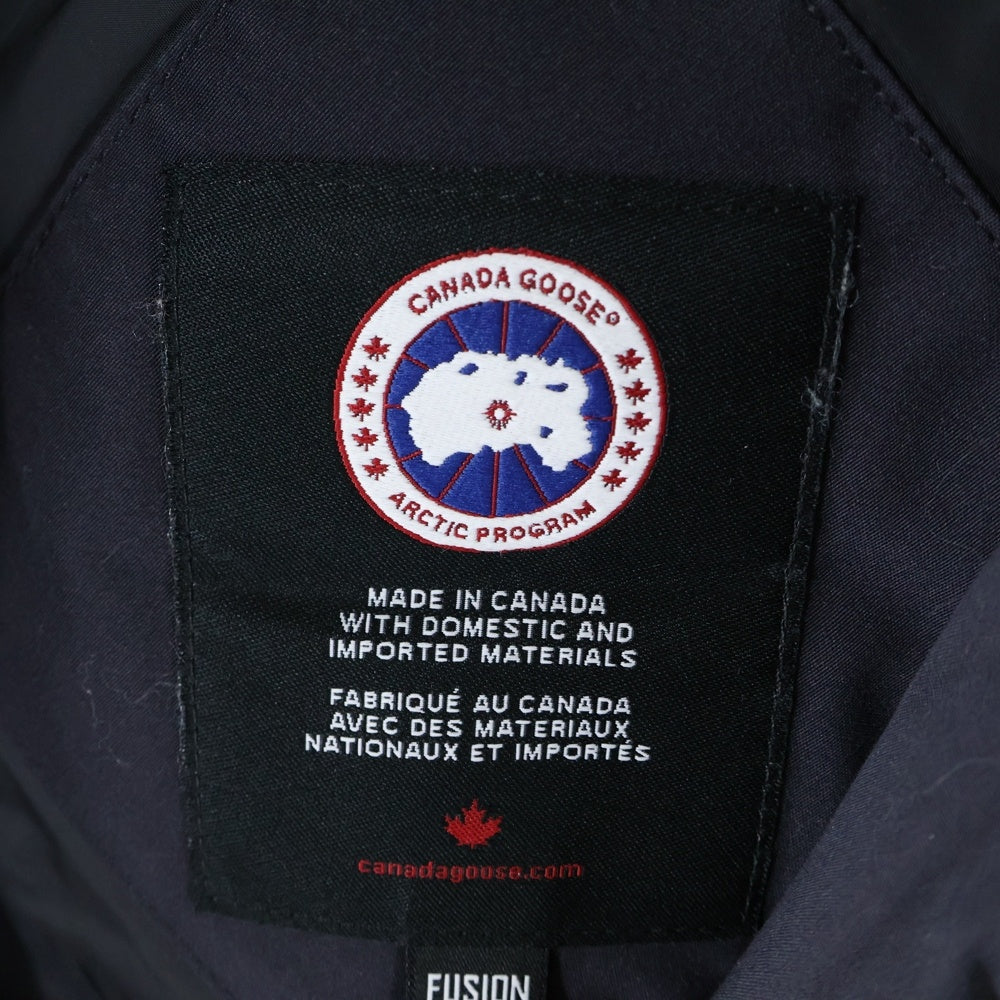 CANADA GOOSE®
ARCTIC PROGRAM
MADE IN CANADA
WITH DOMESTIC AND
IMPORTED MATERIALS
FABRIQUÉ AU CANADA
AVEC DES MATERIAUX
NATIONAUX ET IMPORTÉS
canadagoose.com
FUSION